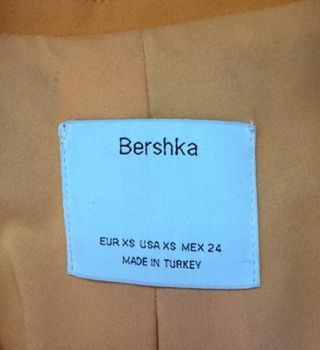 Bershka
EUR XS USA XS MEX 24
MADE IN TURKEY